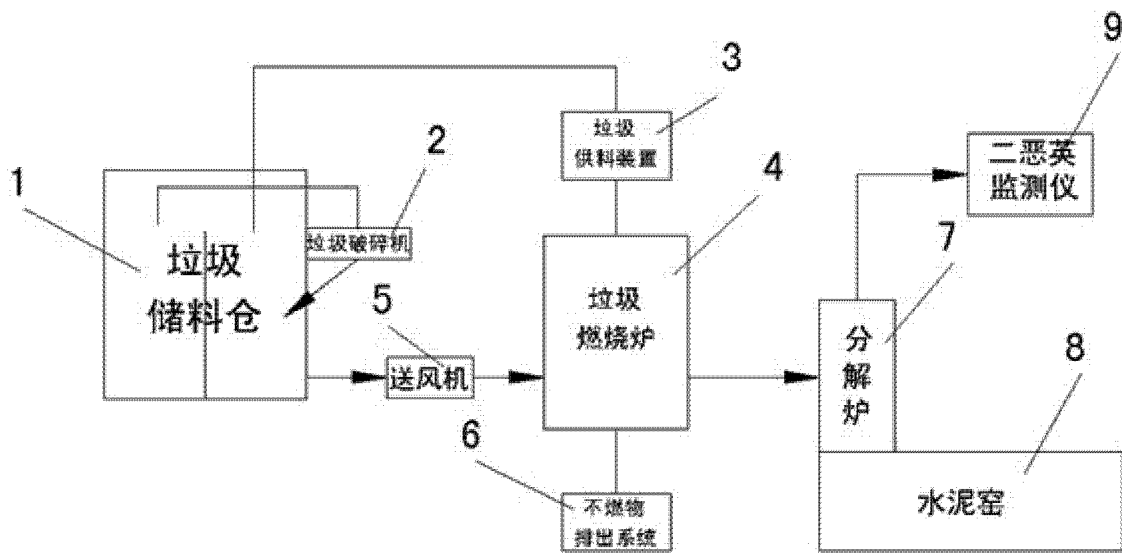 1
垃圾
储料仓
2
垃圾破碎机
3
垃圾
供料装置
4
垃圾
燃烧炉
5
送风机
6
不燃物
排出系统
7
分
解
炉
8
水泥窑
9
二恶英
监测仪